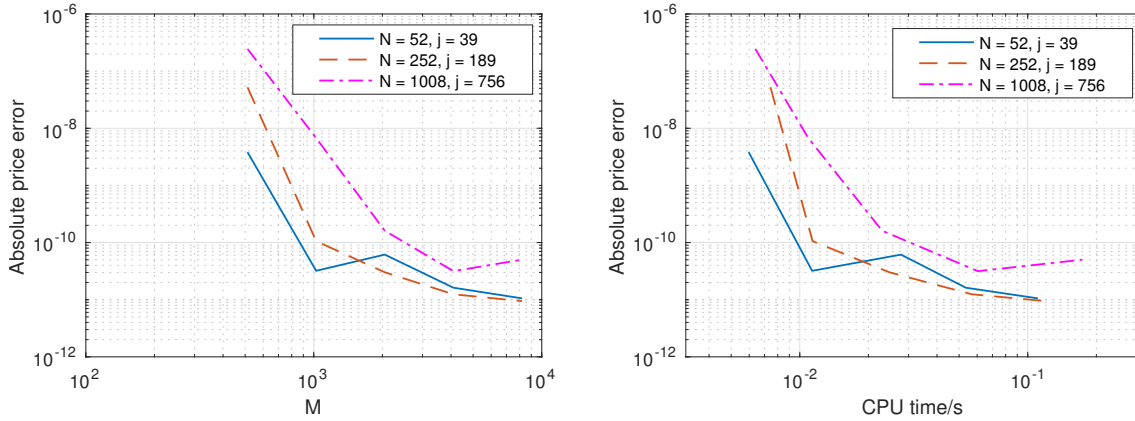 10^-6
10^-8
10^-10
10^-12
Absolute price error
10^2
10^3
10^4
M
N = 52, j = 39
N = 252, j = 189
N = 1008, j = 756
10^-6
10^-8
10^-10
10^-12
Absolute price error
10^-2
10^-1
CPU time/s
N = 52, j = 39
N = 252, j = 189
N = 1008, j = 756